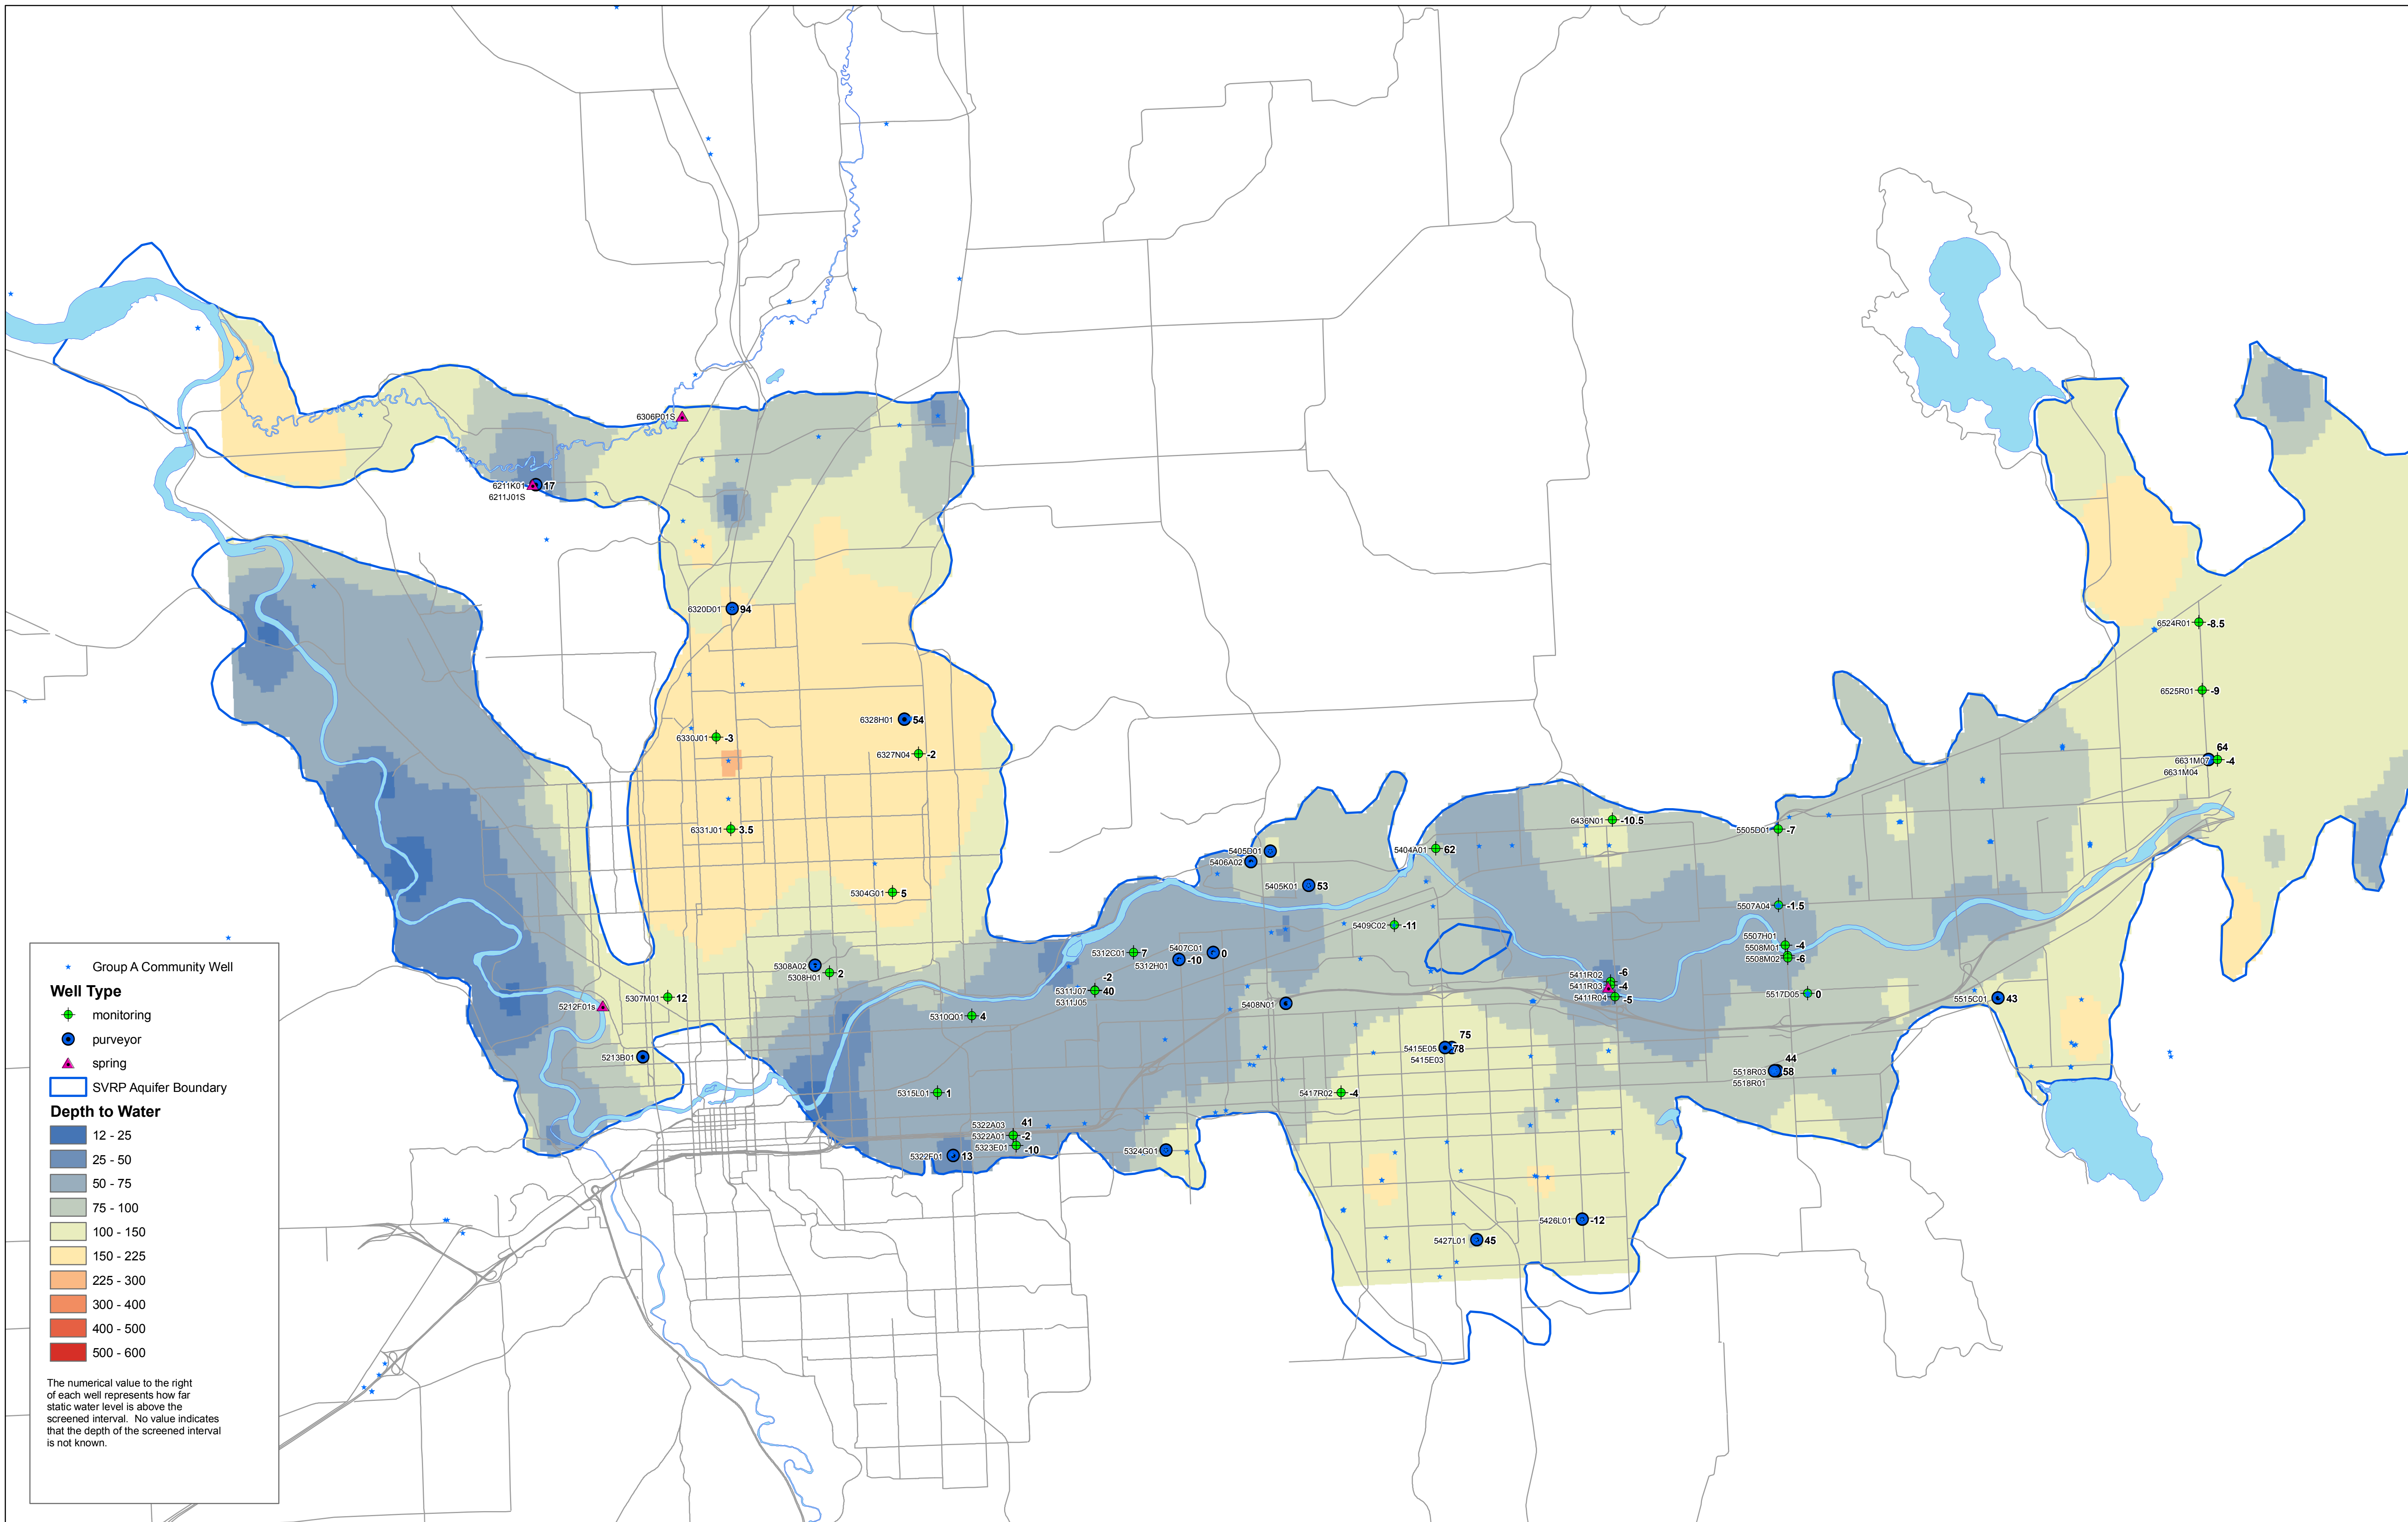 6306P01S
6211K01 17
6211J01S
6320D01 94
6524R01 -8.5
6525R01 -9
6328H01 54
6330J01 -3
6327N04 -2
64
6631M07 -4
6631M04
6331J01 3.5
6436N01 -10.5
5505D01 -7
5404A01 62
5405B01
5406A02
5405K01 53
5304G01 5
5507A04 -1.5
5409C02 -11
5507H01
5508M01 -4
5508M02 -6
5312C01 7
5407C01 0
5312H01 -10
5308A02
5308H01 2
5411R02 -6
5411R03 -4
5411R04 -5
-2
5311J07 40
5311J05
5517D05 0
5515C01 43
5307M01 12
5212F01s
5408N01
5310Q01 4
5213B01
75
5415E05 78
5415E03
44
5518R03 58
5518R01
5315L01 1
5417R02 -4
5322A03 41
5322A01 -2
5323E01 -10
5322F01 13
5324G01
5426L01 -12
5427L01 45
Group A Community Well
Well Type
monitoring
purveyor
spring
SVRP Aquifer Boundary
Depth to Water
12 - 25
25 - 50
50 - 75
75 - 100
100 - 150
150 - 225
225 - 300
300 - 400
400 - 500
500 - 600
The numerical value to the right
of each well represents how far
static water level is above the
screened interval. No value indicates
that the depth of the screened interval
is not known.